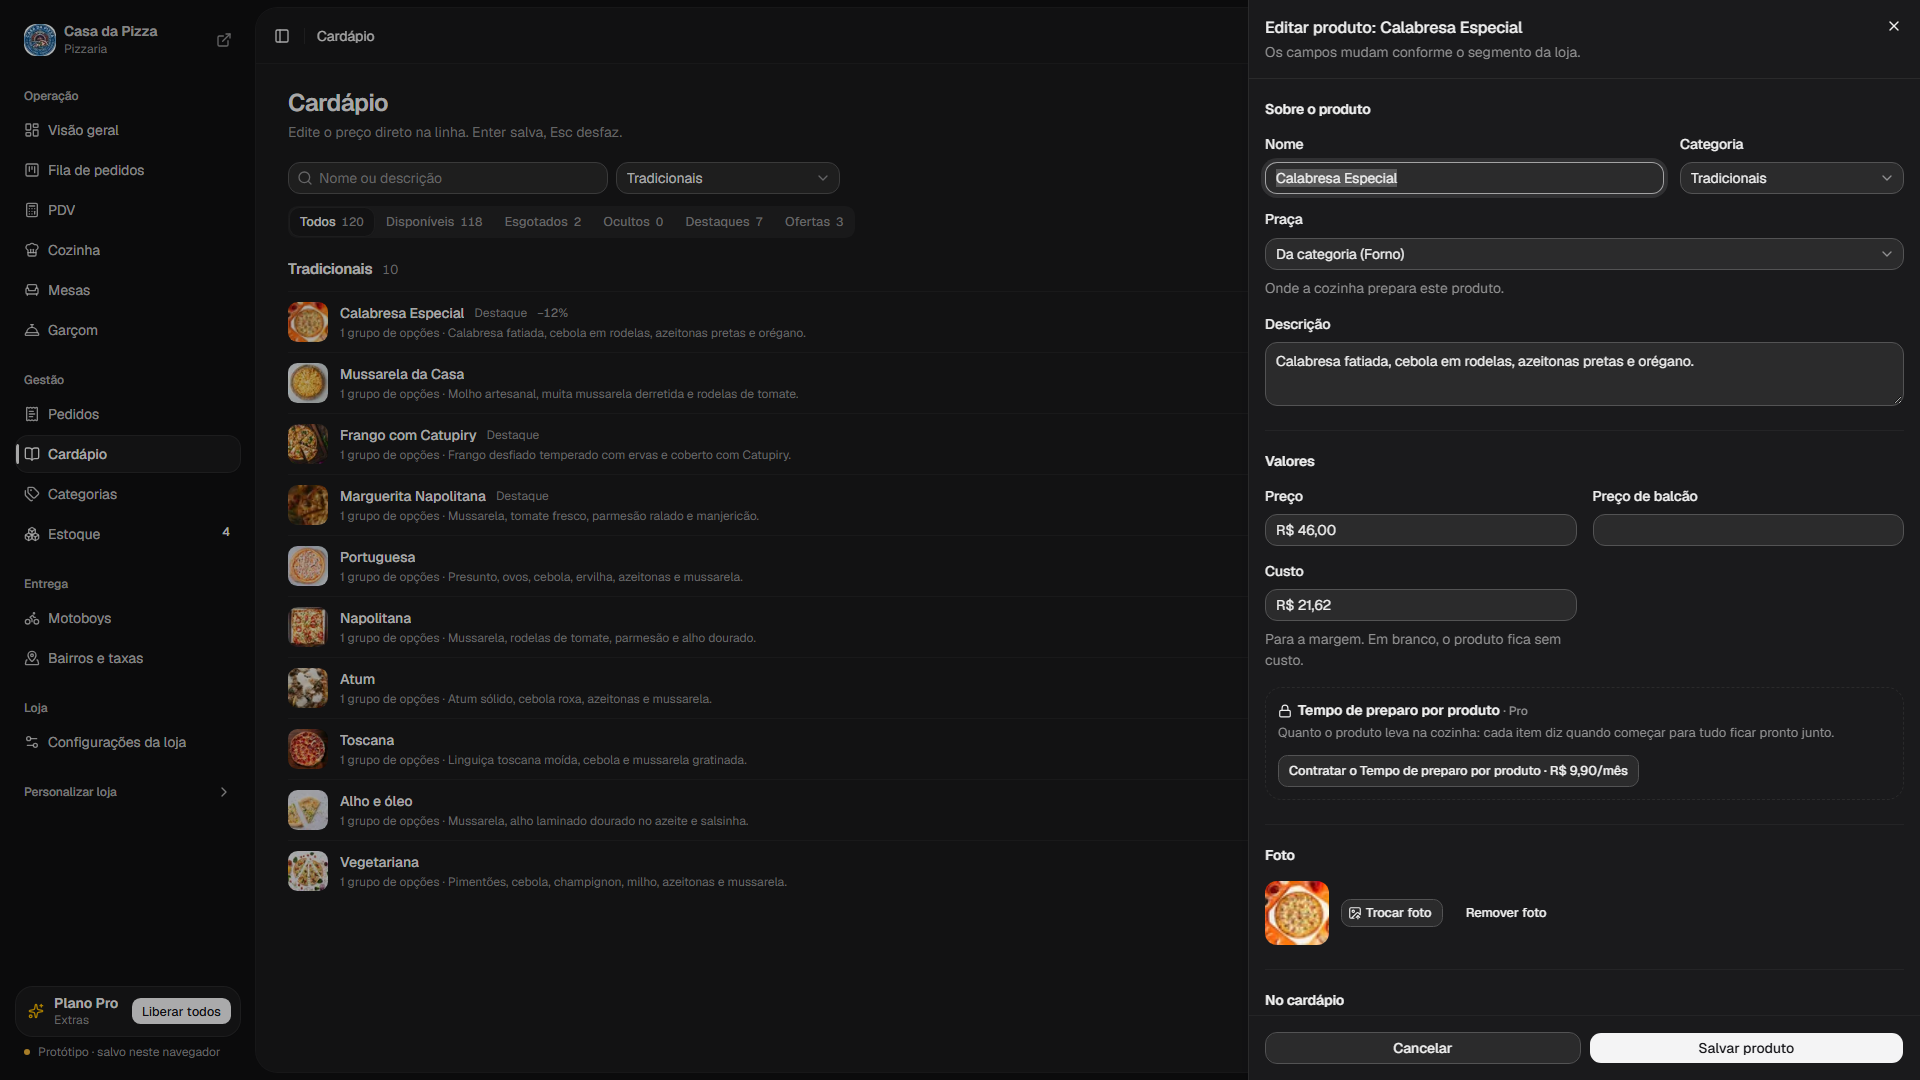 Casa da Pizza
Pizzaria
Operação
Visão geral
Fila de pedidos
PDV
Cozinha
Mesas
Garçom
Gestão
Pedidos
Cardápio
Categorias
Estoque 4
Entrega
Motoboys
Bairros e taxas
Loja
Configurações da loja
Personalizar loja
Plano Pro
Extras
Liberar todos
Protótipo · salvo neste navegador
Cardápio
Cardápio
Edite o preço direto na linha. Enter salva, Esc desfaz.
Nome ou descrição
Tradicionais
Todos 120 Disponíveis 118 Esgotados 2 Ocultos 0 Destaques 7 Ofertas 3
Tradicionais 10
Calabresa Especial Destaque −12%
1 grupo de opções · Calabresa fatiada, cebola em rodelas, azeitonas pretas e orégano.
Mussarela da Casa
1 grupo de opções · Molho artesanal, muita mussarela derretida e rodelas de tomate.
Frango com Catupiry Destaque
1 grupo de opções · Frango desfiado temperado com ervas e coberto com Catupiry.
Marguerita Napolitana Destaque
1 grupo de opções · Mussarela, tomate fresco, parmesão ralado e manjericão.
Portuguesa
1 grupo de opções · Presunto, ovos, cebola, ervilha, azeitonas e mussarela.
Napolitana
1 grupo de opções · Mussarela, rodelas de tomate, parmesão e alho dourado.
Atum
1 grupo de opções · Atum sólido, cebola roxa, azeitonas e mussarela.
Toscana
1 grupo de opções · Linguiça toscana moída, cebola e mussarela gratinada.
Alho e óleo
1 grupo de opções · Mussarela, alho laminado dourado no azeite e salsinha.
Vegetariana
1 grupo de opções · Pimentões, cebola, champignon, milho, azeitonas e mussarela.
Editar produto: Calabresa Especial
Os campos mudam conforme o segmento da loja.
Sobre o produto
Nome
Calabresa Especial
Categoria
Tradicionais
Praça
Da categoria (Forno)
Onde a cozinha prepara este produto.
Descrição
Calabresa fatiada, cebola em rodelas, azeitonas pretas e orégano.
Valores
Preço
R$ 46,00
Preço de balcão
Custo
R$ 21,62
Para a margem. Em branco, o produto fica sem
custo.
Tempo de preparo por produto · Pro
Quanto o produto leva na cozinha: cada item diz quando começar para tudo ficar pronto junto.
Contratar o Tempo de preparo por produto · R$ 9,90/mês
Foto
Trocar foto
Remover foto
No cardápio
Cancelar
Salvar produto